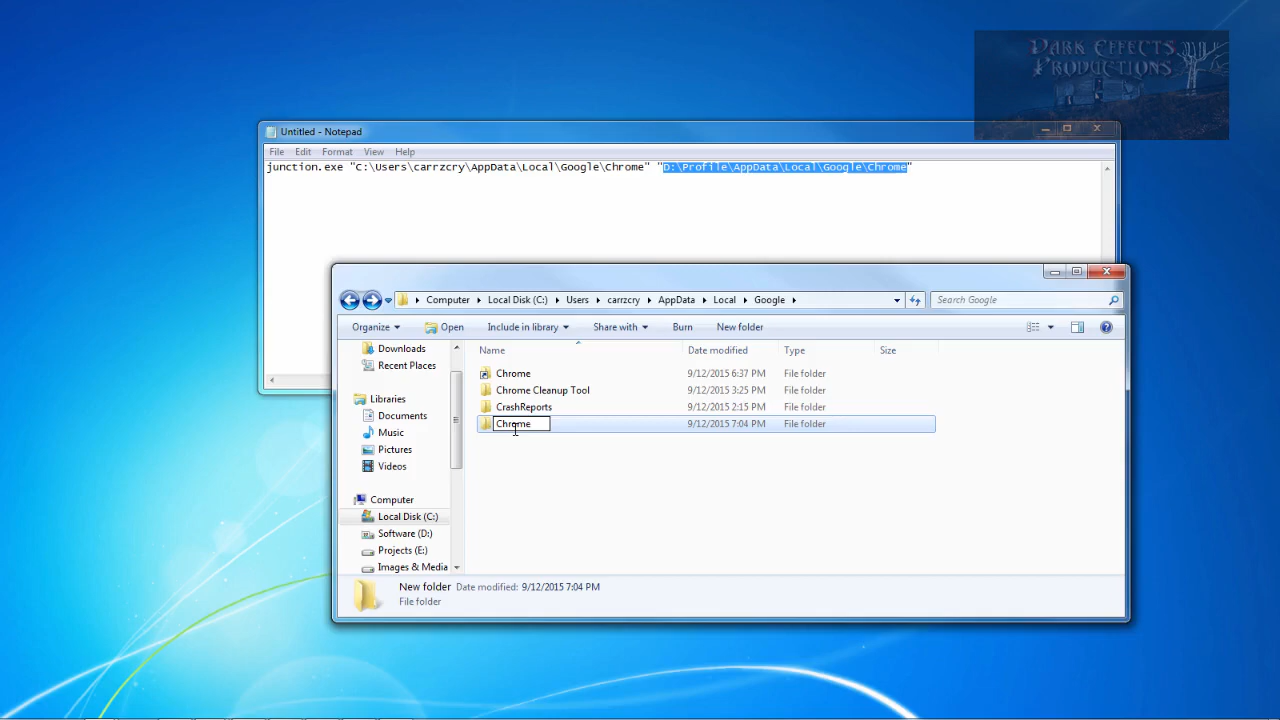 DARK EFFECTS
PRODUCTIONS
Untitled - Notepad
File Edit Format View Help
junction.exe "C:\Users\carrzcry\AppData\Local\Google\Chrome" "D:\Profile\AppData\Local\Google\Chrome"
Computer Local Disk (C:) Users carrzcry AppData Local Google
Search Google
Organize Open Include in library Share with Burn New folder
Downloads
Recent Places
Libraries
Documents
Music
Pictures
Videos
Computer
Local Disk (C:)
Software (D:)
Projects (E:)
Images & Media
Name Date modified Type Size
Chrome 9/12/2015 6:37 PM File folder
Chrome Cleanup Tool 9/12/2015 3:25 PM File folder
CrashReports 9/12/2015 2:15 PM File folder
Chrome 9/12/2015 7:04 PM File folder
New folder Date modified: 9/12/2015 7:04 PM
File folder